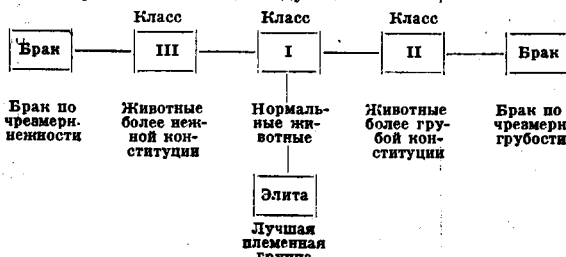 Класс Класс Класс
Брак III I II Брак
Брак по Животные Нормаль- Животные Брак по
чрезмерн. более неж- ные жи- более гру- чрезмерн
нежности ной кон- вотные бой кон- грубости
ституции ституции
Элита
Лучшая
племенная